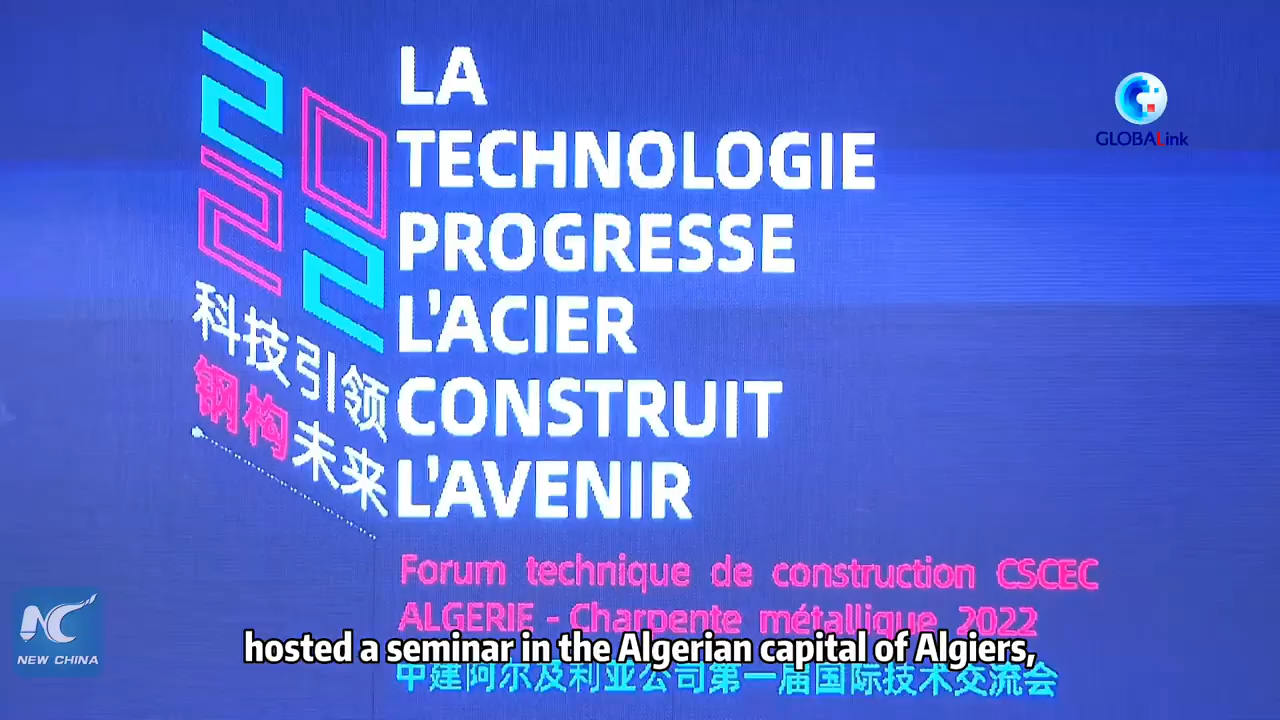 2022
科技引领
钢构未来
LA
TECHNOLOGIE
PROGRESSE
L'ACIER
CONSTRUIT
L'AVENIR
Forum technique de construction CSCEC
ALGERIE - Charpente métallique 2022
中建阿尔及利亚公司第一届国际技术交流会
hosted a seminar in the Algerian capital of Algiers,
GLOBALink
NC
NEW CHINA